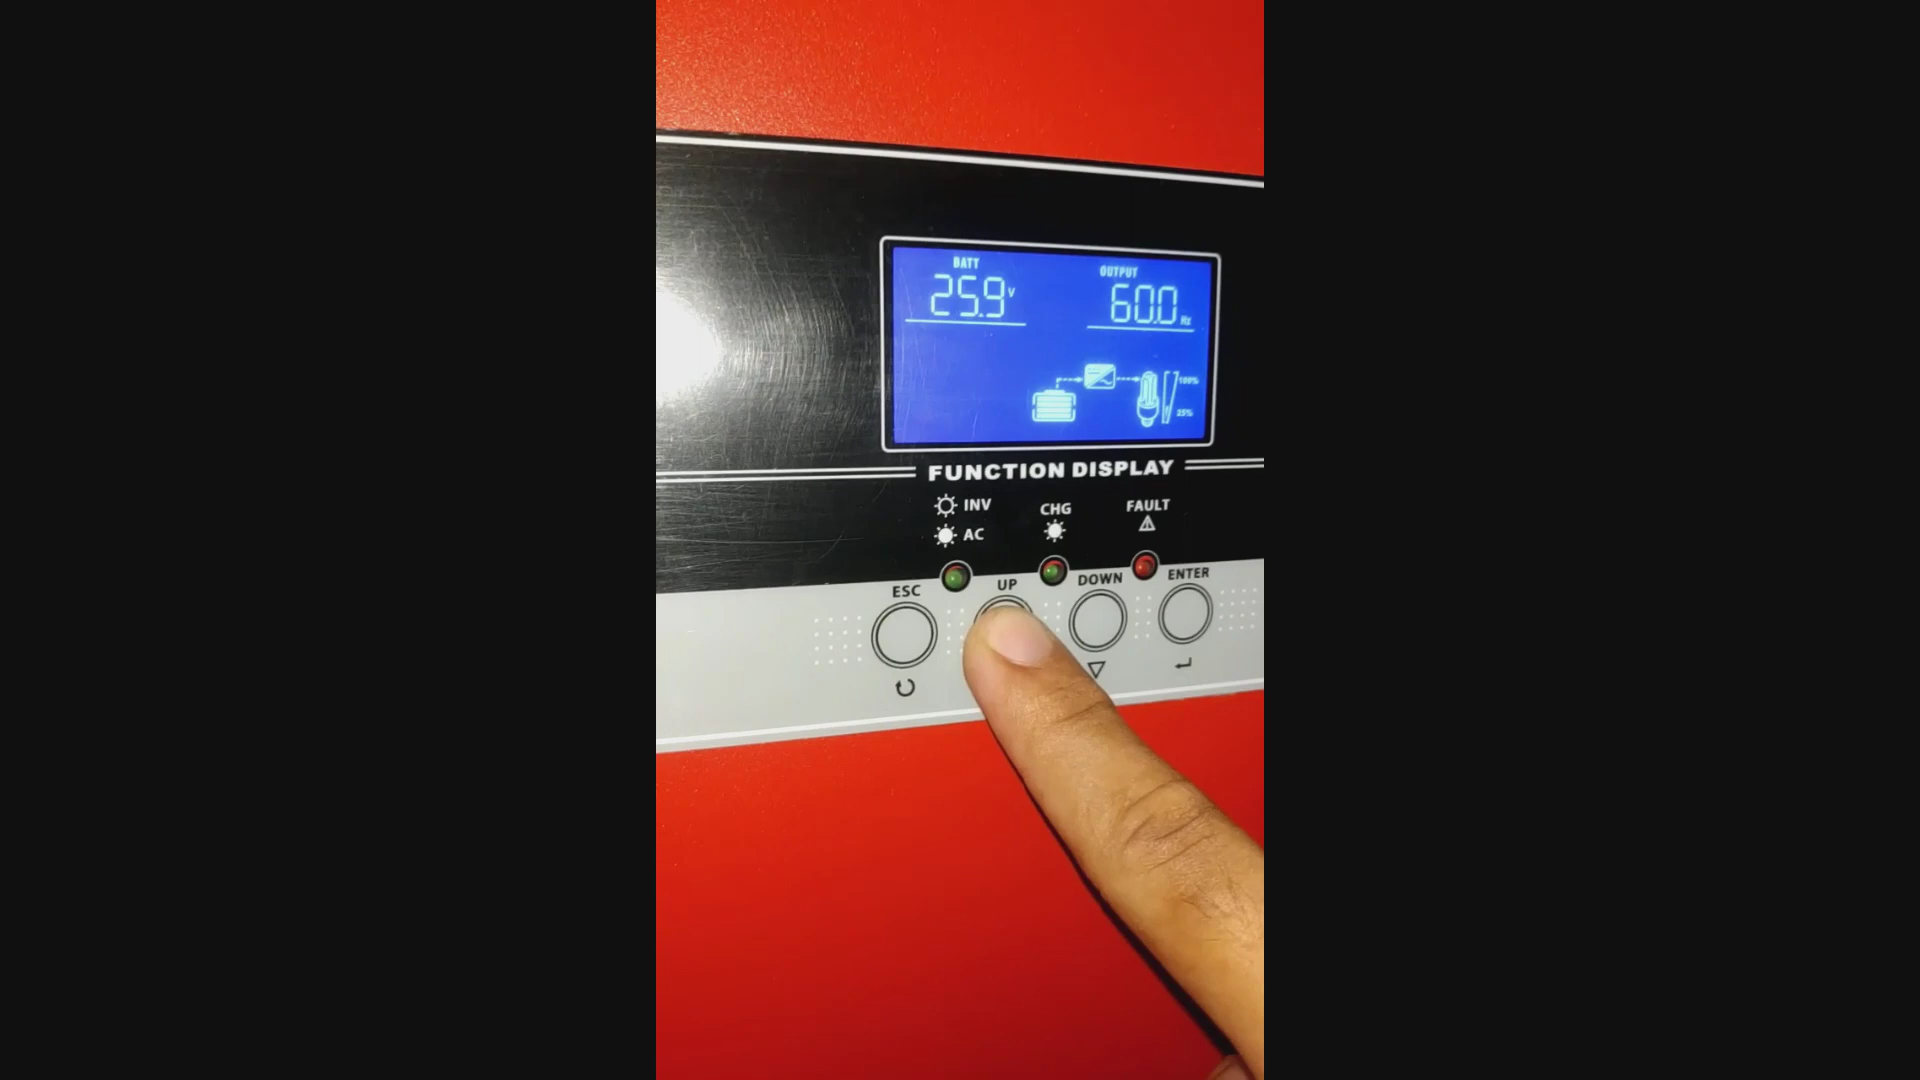 BATT
OUTPUT
25.9V
60.0Hz
100%
25%
FUNCTION DISPLAY
INV
CHG
FAULT
AC
ESC
UP
DOWN
ENTER